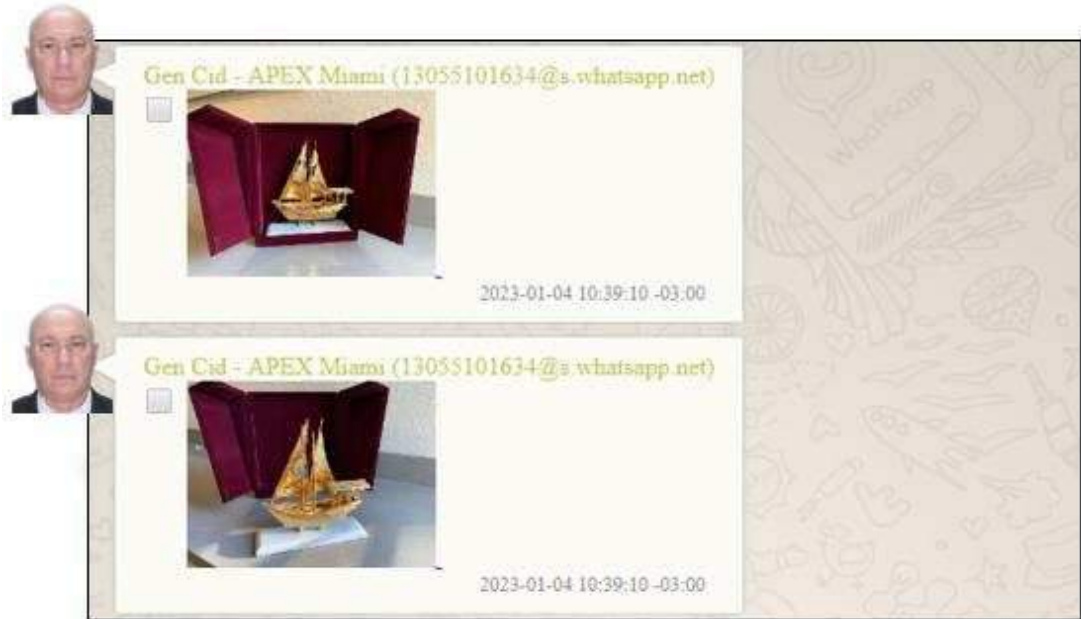 Gen Cid - APEX Miami (13055101634@s.whatsapp.net)
2023-01-04 10:39:10 -03:00
Whatsapp
Gen Cid - APEX Miami (13055101634@s.whatsapp.net)
2023-01-04 10:39:10 -03:00